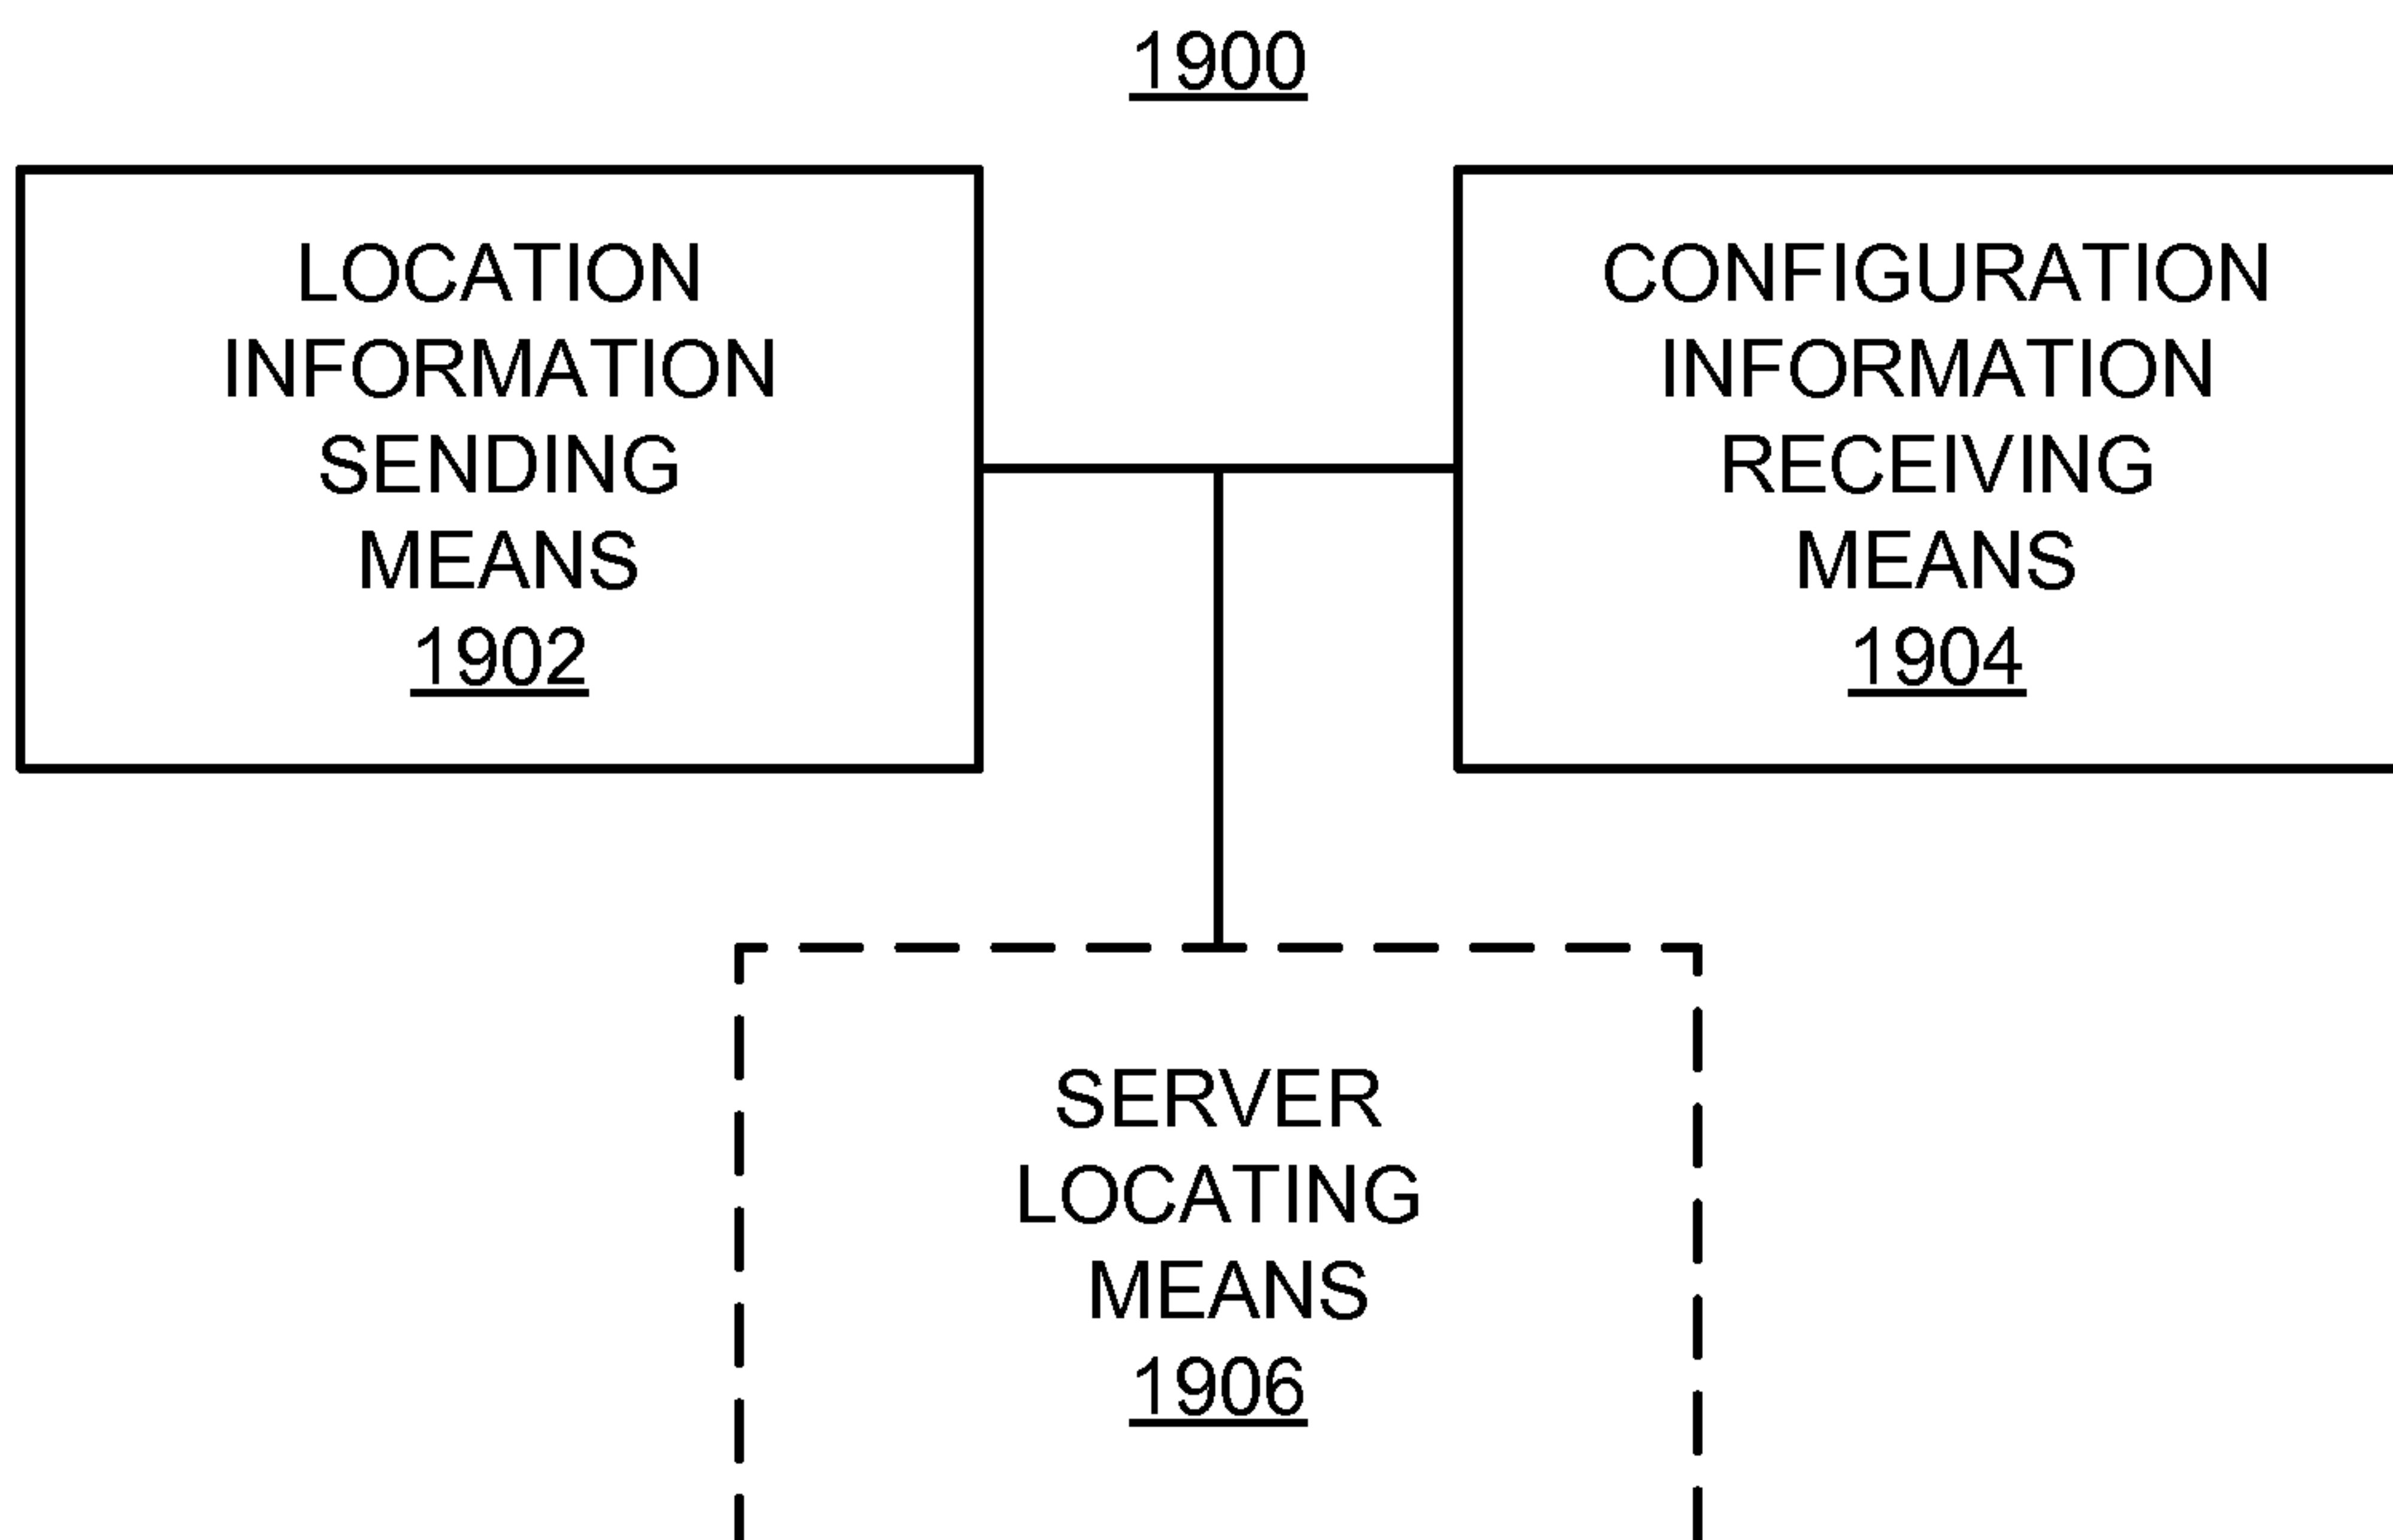 1900
LOCATION
INFORMATION
SENDING
MEANS
1902
CONFIGURATION
INFORMATION
RECEIVING
MEANS
1904
SERVER
LOCATING
MEANS
1906